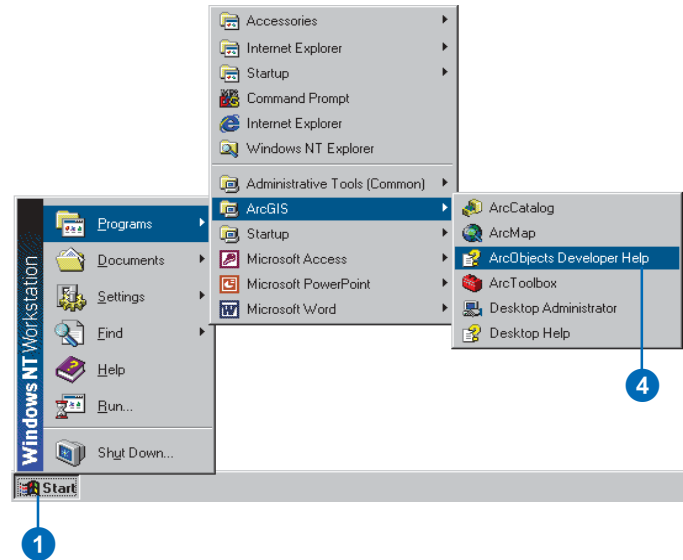 Accessories
Internet Explorer
Startup
Command Prompt
Internet Explorer
Windows NT Explorer
Administrative Tools (Common)
ArcGIS
Startup
Microsoft Access
Microsoft PowerPoint
Microsoft Word
ArcCatalog
ArcMap
ArcObjects Developer Help
ArcToolbox
Desktop Administrator
Desktop Help
4
Windows NT Workstation
Programs
Documents
Settings
Find
Help
Run...
Shut Down...
Start
1